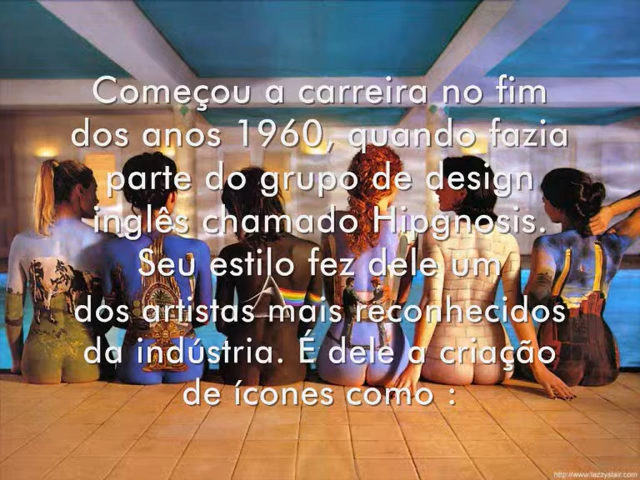 Começou a carreira no fim
dos anos 1960, quando fazia
parte do grupo de design
inglês chamado Hipgnosis.
Seu estilo fez dele um
dos artistas mais reconhecidos
da indústria. É dele a criação
de ícones como :